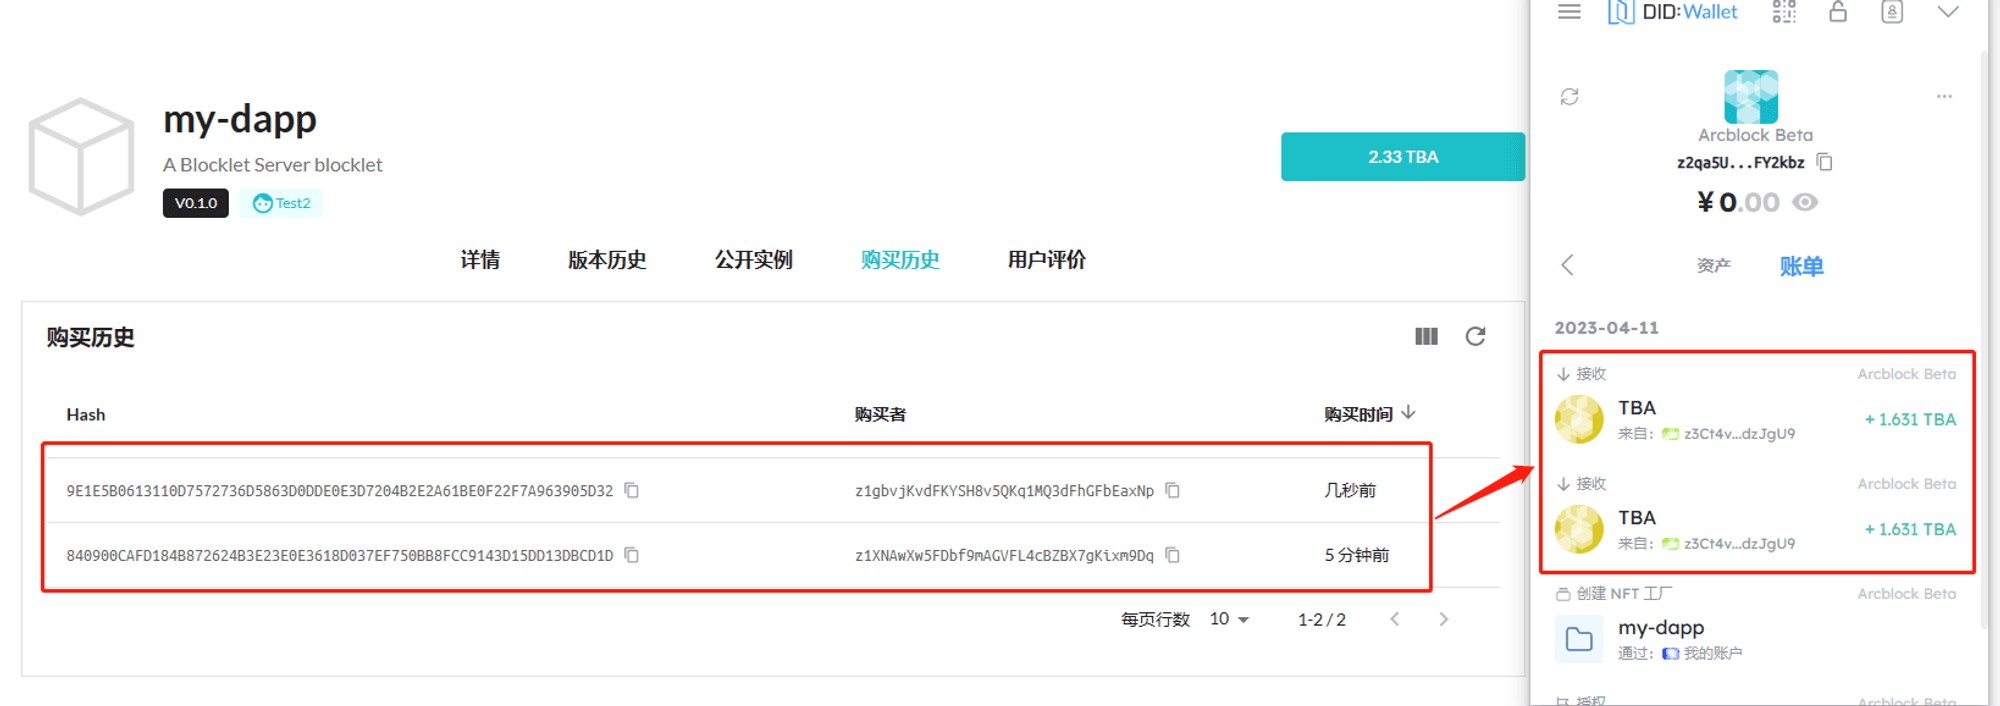 my-dapp
A Blocklet Server blocklet
V0.1.0
Test2
2.33 TBA
详情
版本历史
公开实例
购买历史
用户评价
购买历史
Hash
购买者
购买时间
9E1E5B0613110D7572736D5863D0DDE0E3D7204B2E2A61BE0F22F7A963905D32
z1gbvjKvdFKYSH8v5QKq1MQ3dFhGFbEaxNp
几秒前
840900CAFD184B872624B3E23E0E3618D037EF750BB8FCC9143D15DD13DBCD1D
z1XNAwXw5FDbf9mAGVFL4cBZBX7gKixm9Dq
5 分钟前
每页行数
10
1-2 / 2
DID:Wallet
Arcblock Beta
z2qa5U...FY2kbz
¥0.00
资产
账单
2023-04-11
接收
Arcblock Beta
TBA
+ 1.631 TBA
来自: z3Ct4v...dzJgU9
接收
Arcblock Beta
TBA
+ 1.631 TBA
来自: z3Ct4v...dzJgU9
创建 NFT 工厂
Arcblock Beta
my-dapp
通过: 我的账户
授权
Arcblock Beta